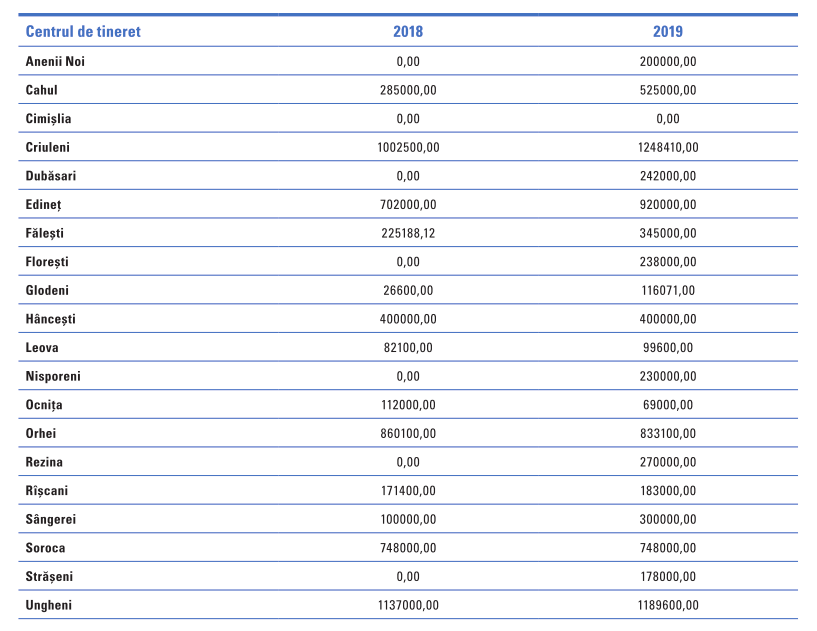 Centrul de tineret 2018 2019
Anenii Noi 0,00 200000,00
Cahul 285000,00 525000,00
Cimișlia 0,00 0,00
Criuleni 1002500,00 1248410,00
Dubăsari 0,00 242000,00
Edineț 702000,00 920000,00
Fălești 225188,12 345000,00
Florești 0,00 238000,00
Glodeni 26600,00 116071,00
Hâncești 400000,00 400000,00
Leova 82100,00 99600,00
Nisporeni 0,00 230000,00
Ocnița 112000,00 69000,00
Orhei 860100,00 833100,00
Rezina 0,00 270000,00
Rîșcani 171400,00 183000,00
Sângerei 100000,00 300000,00
Soroca 748000,00 748000,00
Strășeni 0,00 178000,00
Ungheni 1137000,00 1189600,00